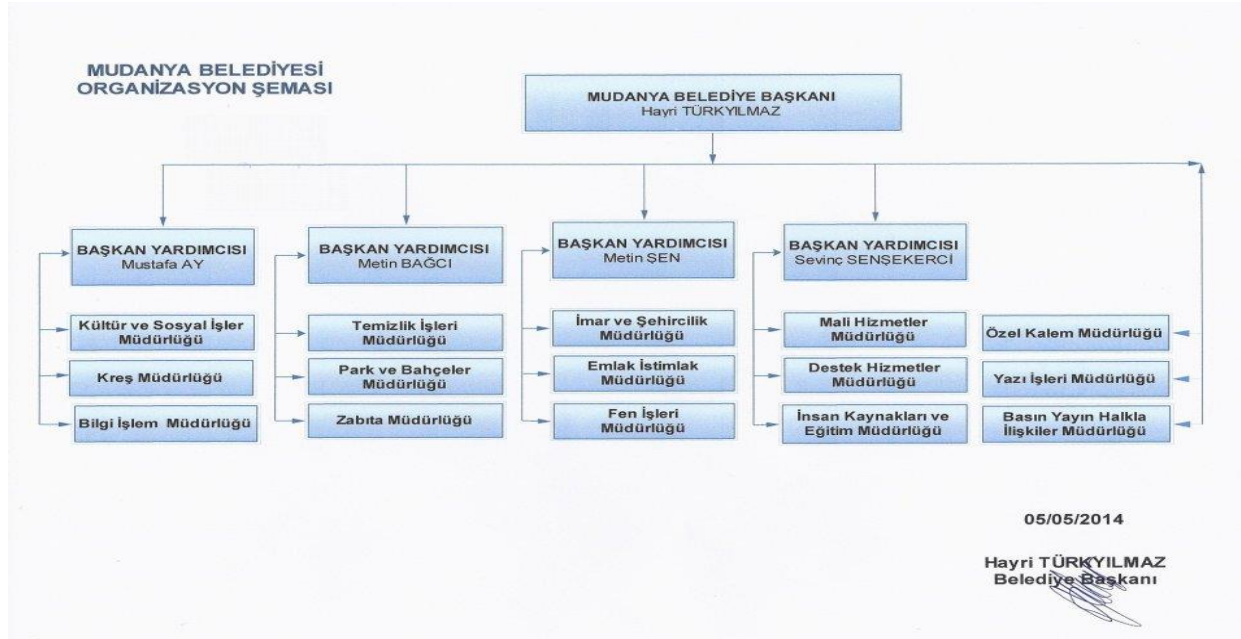 MUDANYA BELEDİYESİ
ORGANİZASYON ŞEMASI
MUDANYA BELEDİYE BAŞKANI
Hayri TÜRKYILMAZ
BAŞKAN YARDIMCISI
Mustafa AY
Kültür ve Sosyal İşler
Müdürlüğü
Kreş Müdürlüğü
Bilgi İşlem Müdürlüğü
BAŞKAN YARDIMCISI
Metin BAĞCI
Temizlik İşleri
Müdürlüğü
Park ve Bahçeler
Müdürlüğü
Zabıta Müdürlüğü
BAŞKAN YARDIMCISI
Metin ŞEN
İmar ve Şehircilik
Müdürlüğü
Emlak İstimlak
Müdürlüğü
Fen İşleri
Müdürlüğü
BAŞKAN YARDIMCISI
Sevinç SENŞEKERCİ
Mali Hizmetler
Müdürlüğü
Destek Hizmetler
Müdürlüğü
İnsan Kaynakları ve
Eğitim Müdürlüğü
Özel Kalem Müdürlüğü
Yazı İşleri Müdürlüğü
Basın Yayın Halkla
İlişkiler Müdürlüğü
05/05/2014
Hayri TÜRKYILMAZ
Belediye Başkanı